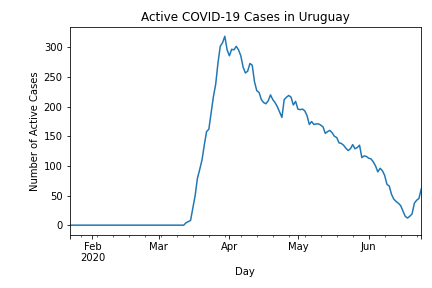 Active COVID-19 Cases in Uruguay
Number of Active Cases
300
250
200
150
100
50
0
Feb Mar Apr May Jun
2020
Day